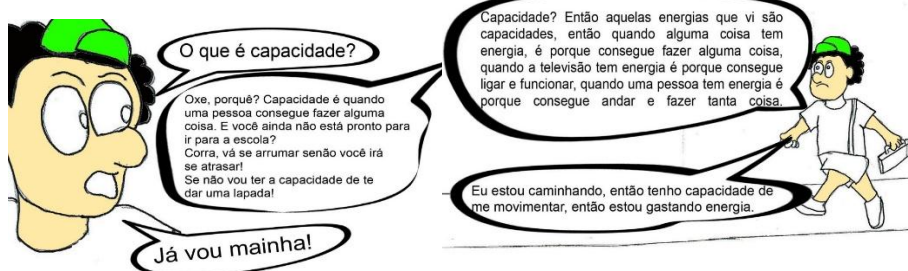 O que é capacidade?
Oxe, porquê? Capacidade é quando
uma pessoa consegue fazer alguma
coisa. E você ainda não está pronto para
ir para a escola?
Corra, vá se arrumar senão você irá
se atrasar!
Se não vou ter a capacidade de te
dar uma lapada!
Já vou mainha!
Capacidade? Então aquelas energias que vi são
capacidades, então quando alguma coisa tem
energia, é porque consegue fazer alguma coisa,
quando a televisão tem energia é porque consegue
ligar e funcionar, quando uma pessoa tem energia é
porque consegue andar e fazer tanta coisa.
Eu estou caminhando, então tenho capacidade de
me movimentar, então estou gastando energia.